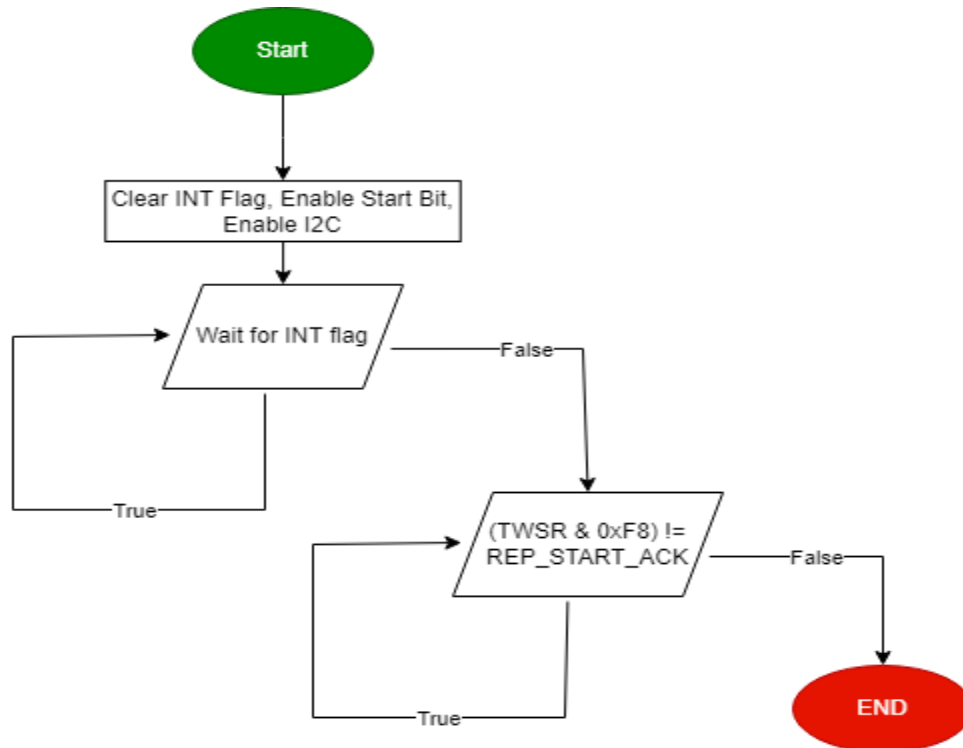 Start
Clear INT Flag, Enable Start Bit,
Enable I2C
Wait for INT flag
False
True
(TWSR & 0xF8) !=
REP_START_ACK
False
True
END